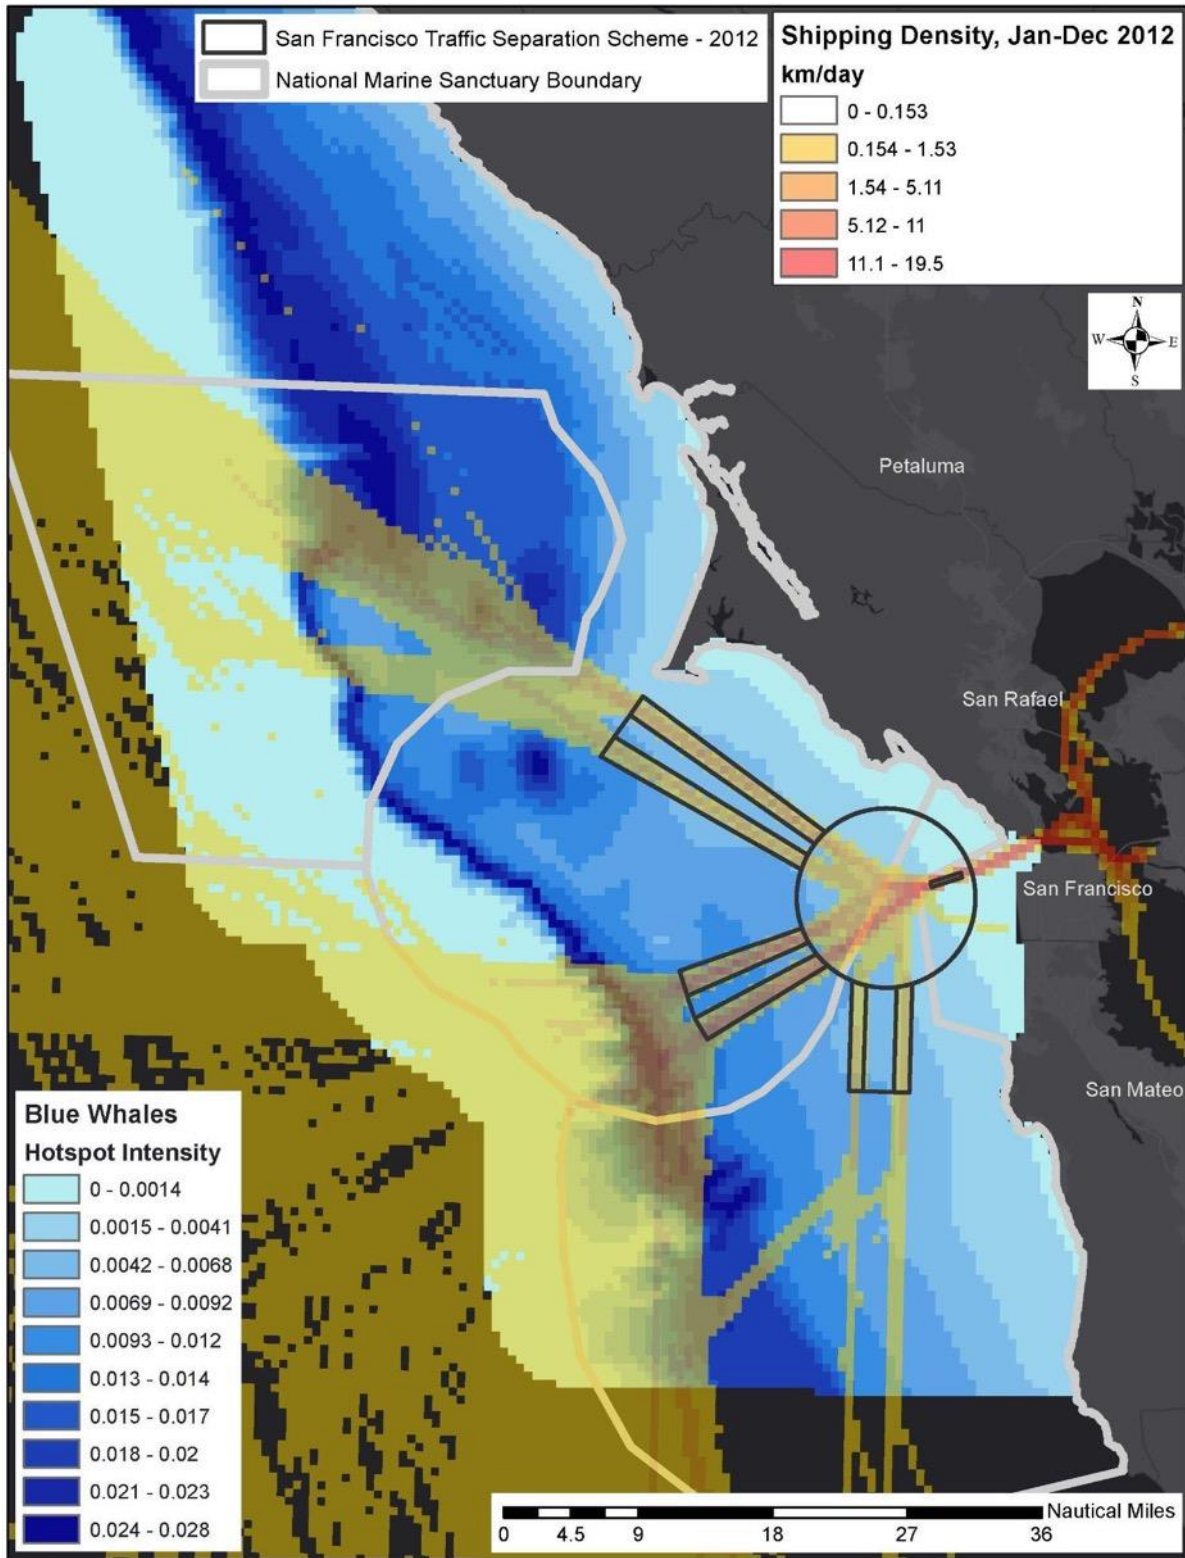 San Francisco Traffic Separation Scheme - 2012
National Marine Sanctuary Boundary
Shipping Density, Jan-Dec 2012
km/day
0 - 0.153
0.154 - 1.53
1.54 - 5.11
5.12 - 11
11.1 - 19.5
N
W
E
S
Petaluma
San Rafael
San Francisco
San Mateo
Blue Whales
Hotspot Intensity
0 - 0.0014
0.0015 - 0.0041
0.0042 - 0.0068
0.0069 - 0.0092
0.0093 - 0.012
0.013 - 0.014
0.015 - 0.017
0.018 - 0.02
0.021 - 0.023
0.024 - 0.028
Nautical Miles
0 4.5 9 18 27 36